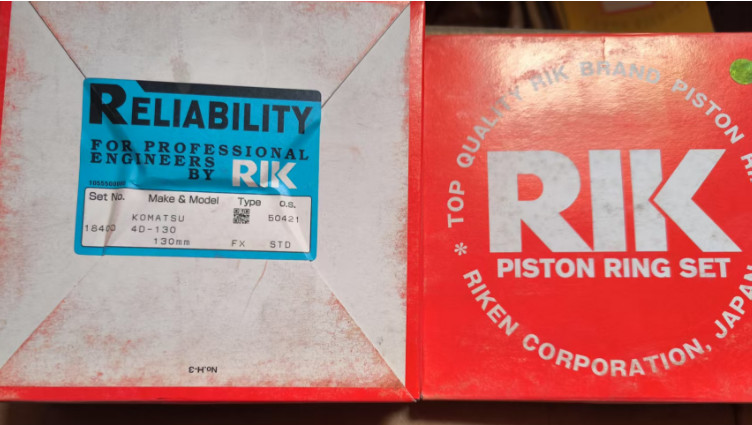 RELIABILITY
FOR PROFESSIONAL
ENGINEERS
BY RIK
Set No. Make & Model Type O.S.
KOMATSU 50421
4D-130
130mm FX STD
No.H-3
TOP QUALITY RIK BRAND PISTON
RIK
PISTON RING SET
* RIKEN CORPORATION, JAPAN